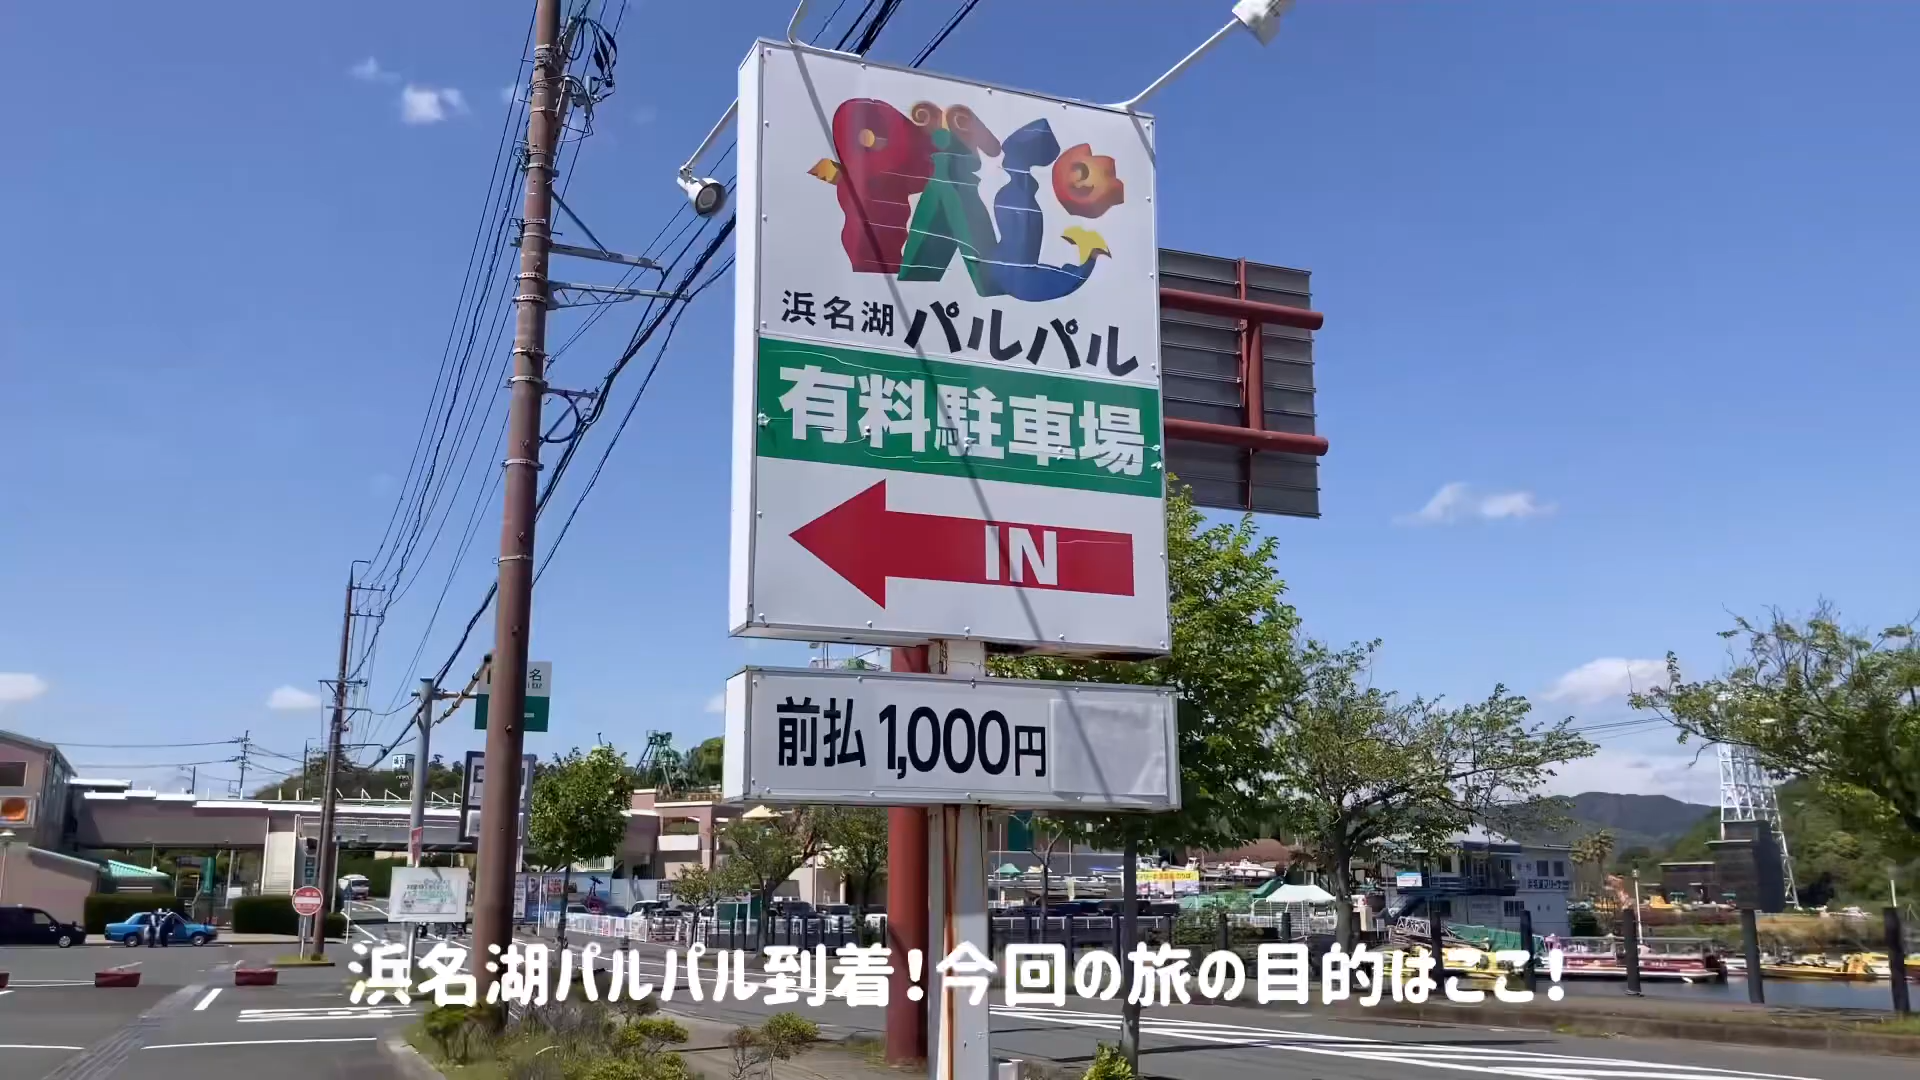 PAL
浜名湖パルパル
有料駐車場
IN
前払 1,000円
浜名湖パルパル到着!今回の旅の目的はここ!